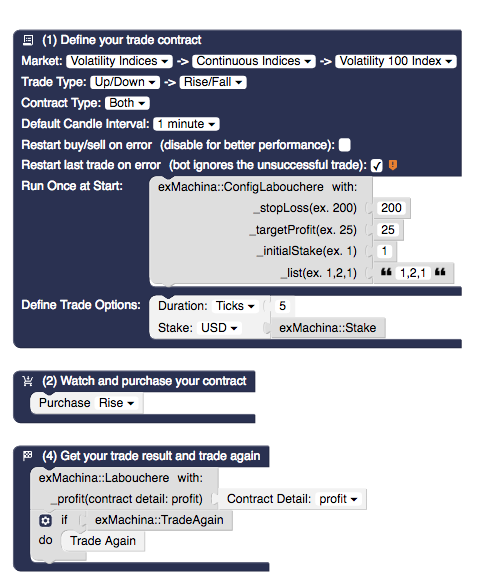 (1) Define your trade contract
Market: Volatility Indices -> Continuous Indices -> Volatility 100 Index
Trade Type: Up/Down -> Rise/Fall
Contract Type: Both
Default Candle Interval: 1 minute
Restart buy/sell on error (disable for better performance):
Restart last trade on error (bot ignores the unsuccessful trade):
Run Once at Start: exMachina::ConfigLabouchere with:
_stopLoss(ex. 200) 200
_targetProfit(ex. 25) 25
_initialStake(ex. 1) 1
_list(ex. 1,2,1) “ 1,2,1 “
Define Trade Options: Duration: Ticks 5
Stake: USD exMachina::Stake
(2) Watch and purchase your contract
Purchase Rise
(4) Get your trade result and trade again
exMachina::Labouchere with:
_profit(contract detail: profit) Contract Detail: profit
if exMachina::TradeAgain
do Trade Again